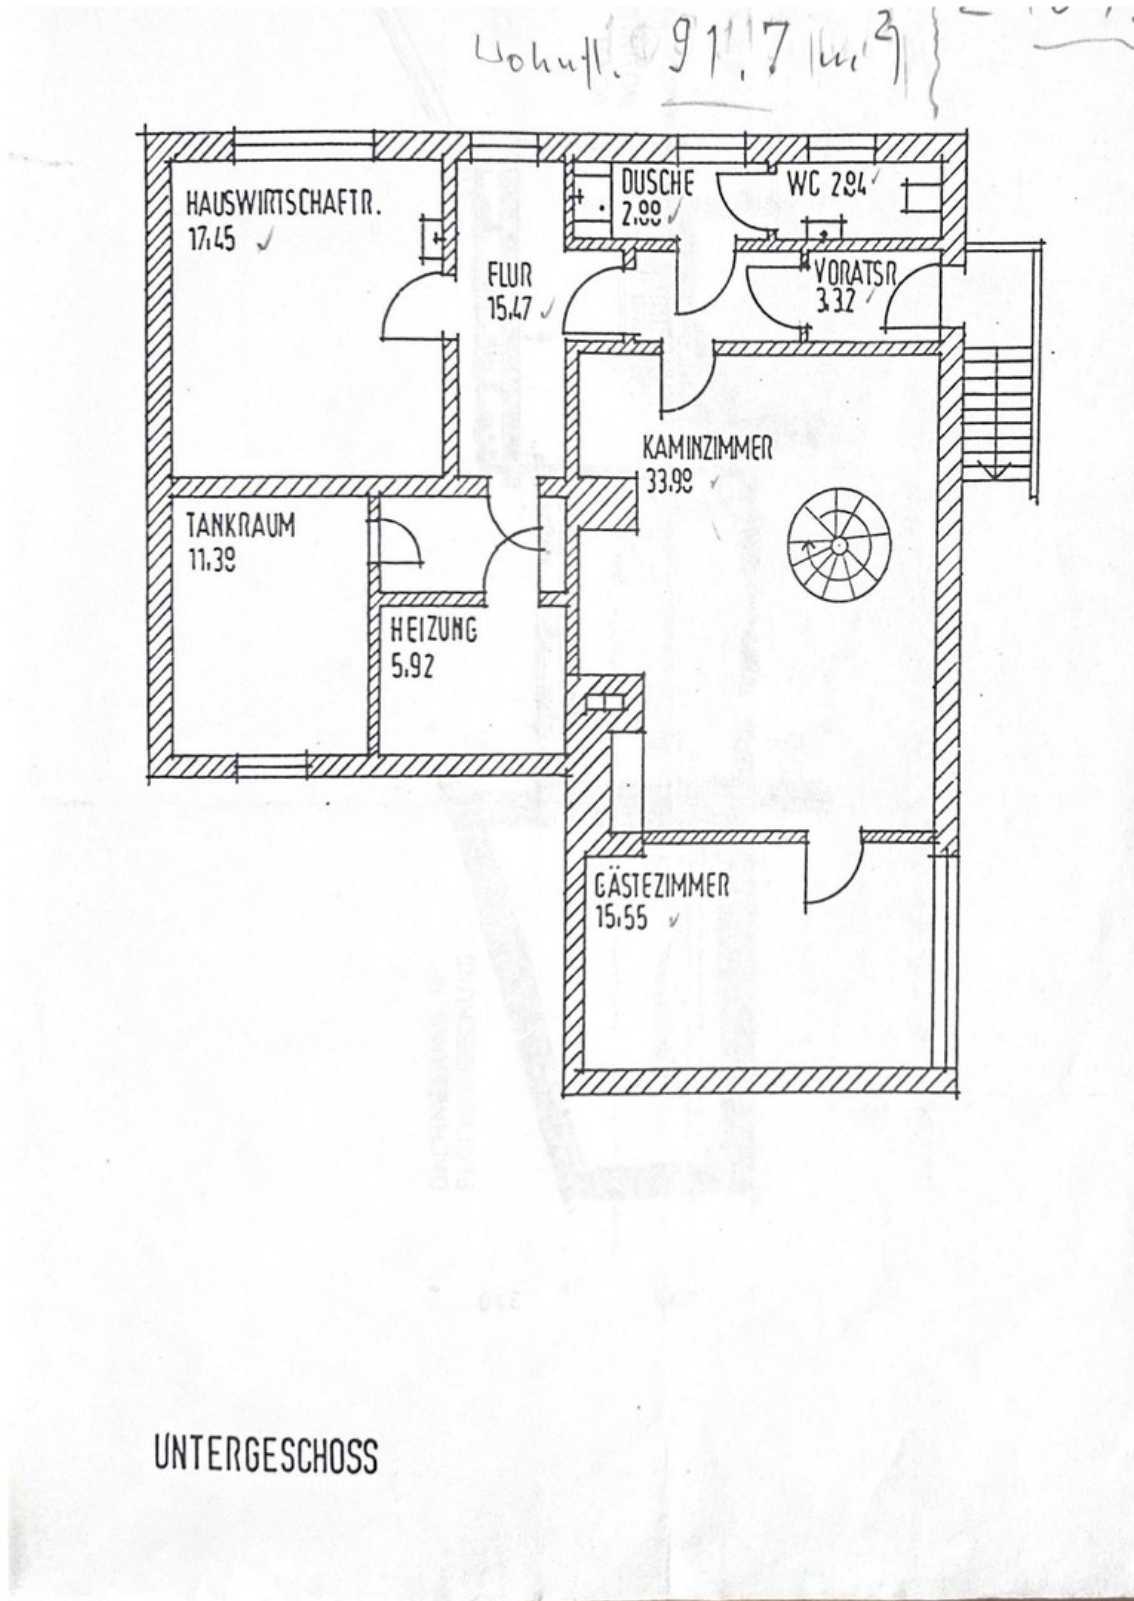 Wohnfl. 91.7 m²
HAUSWIRTSCHAFTR.
17.45
FLUR
15.47
DUSCHE
2.88
WC 2.94
VORATSR
3.32
KAMINZIMMER
33.98
TANKRAUM
11.38
HEIZUNG
5.92
GÄSTEZIMMER
15.55
UNTERGESCHOSS